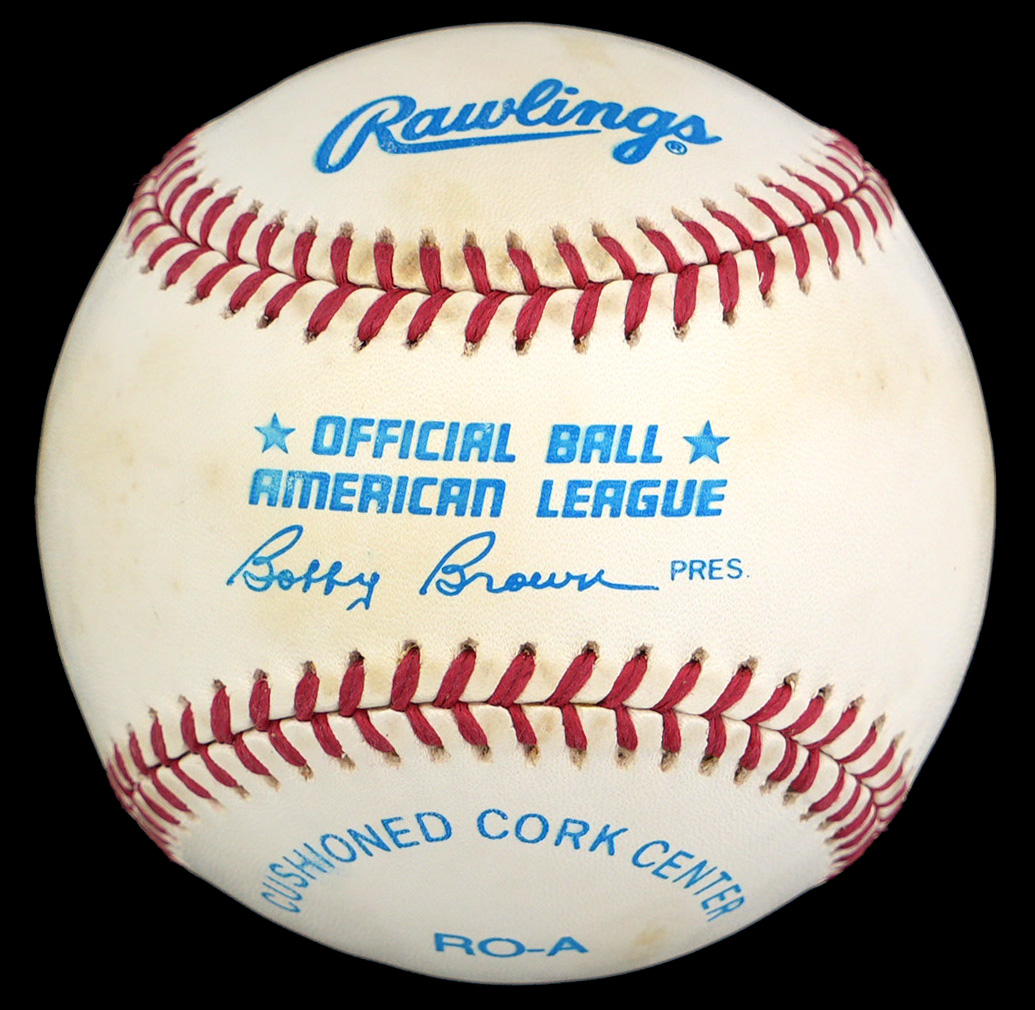 Rawlings®
★ OFFICIAL BALL ★
AMERICAN LEAGUE
Bobby Brown PRES.
CUSHIONED CORK CENTER
RO-A